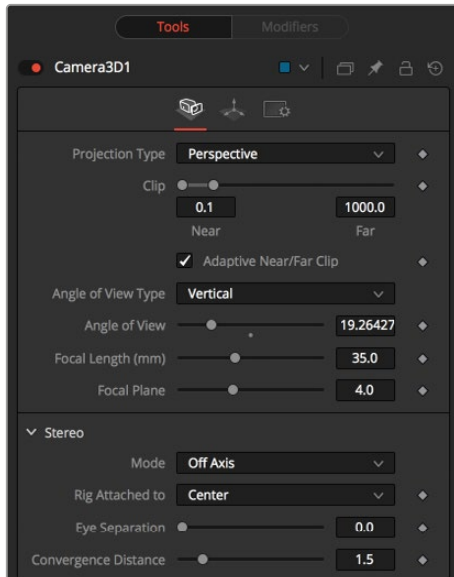 Tools Modifiers
Camera3D1
Projection Type Perspective
Clip
0.1 1000.0
Near Far
Adaptive Near/Far Clip
Angle of View Type Vertical
Angle of View 19.26427
Focal Length (mm) 35.0
Focal Plane 4.0
Stereo
Mode Off Axis
Rig Attached to Center
Eye Separation 0.0
Convergence Distance 1.5